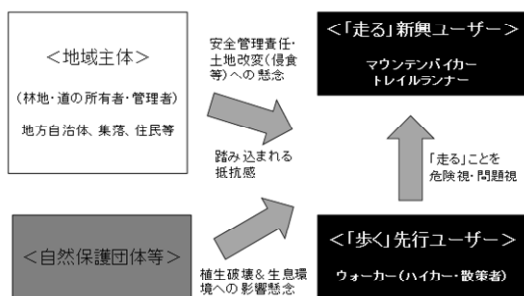 <地域主体>
(林地・道の所有者・管理者)
地方自治体、集落、住民等
安全管理責任・
土地改変(侵食
等)への懸念
踏み込まれる
抵抗感
<「走る」新興ユーザー>
マウンテンバイカー
トレイルランナー
「走る」ことを
危険視・問題視
<自然保護団体等>
植生破壊&生息環
境への影響懸念
<「歩く」先行ユーザー>
ウォーカー(ハイカー・散策者)